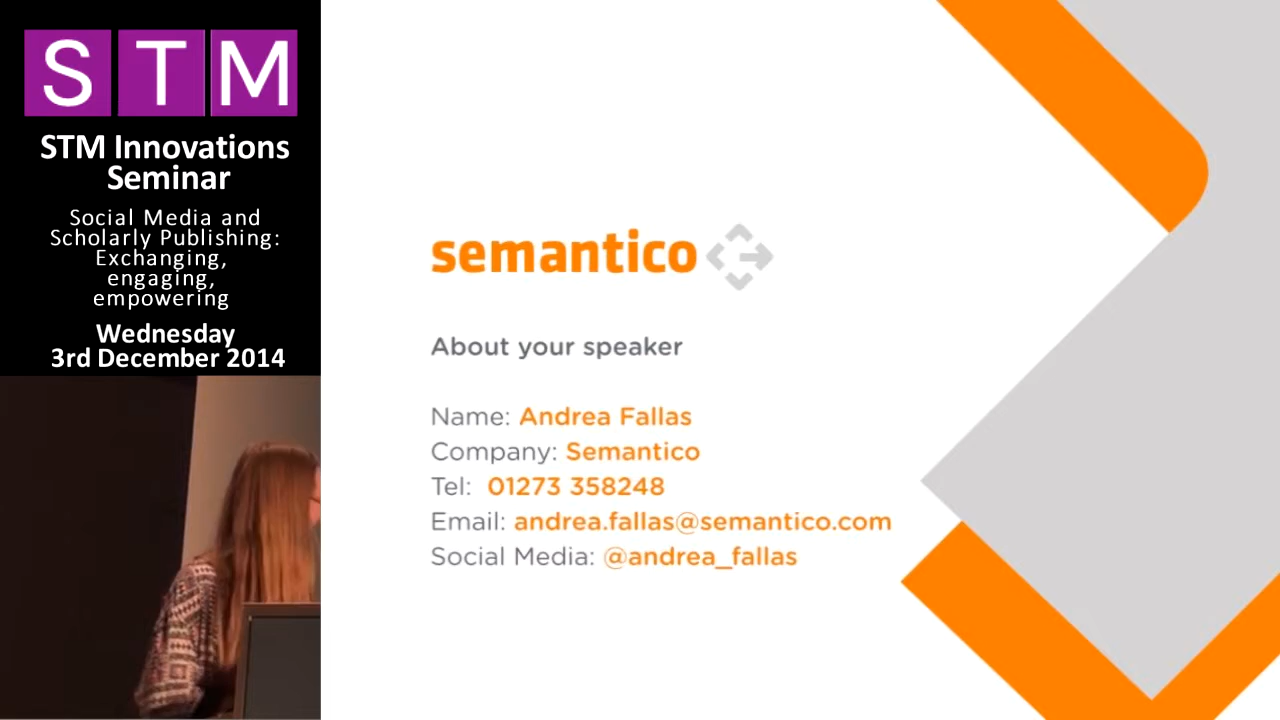 STM
STM Innovations
Seminar
Social Media and
Scholarly Publishing:
Exchanging,
engaging,
empowering
Wednesday
3rd December 2014
semantico
About your speaker
Name: Andrea Fallas
Company: Semantico
Tel: 01273 358248
Email: andrea.fallas@semantico.com
Social Media: @andrea_fallas